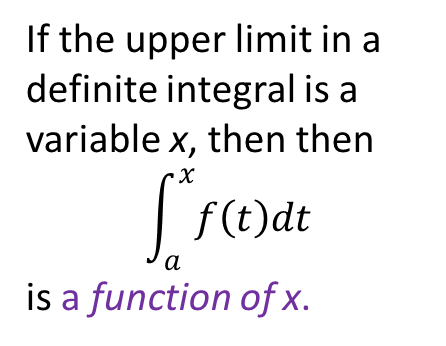 If the upper limit in a
definite integral is a
variable x, then then
∫ₐˣ f(t)dt
is a function of x.